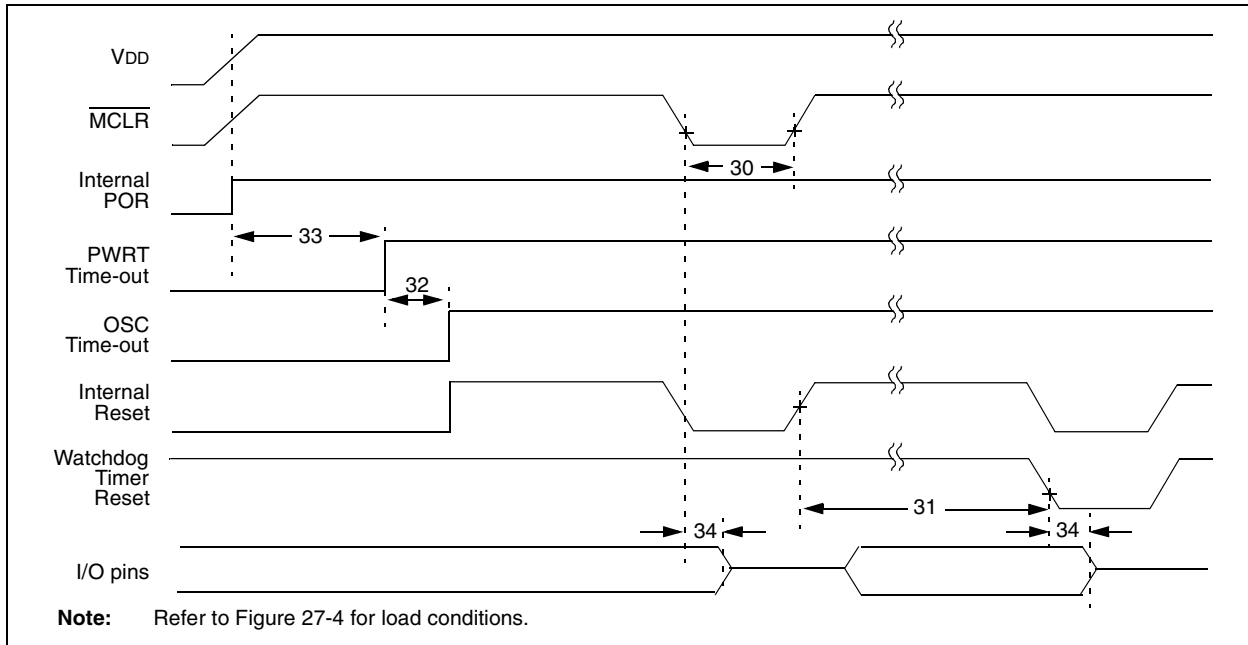 VDD
MCLR
Internal
POR
30
33
PWRT
Time-out
32
OSC
Time-out
Internal
Reset
Watchdog
Timer
Reset
31
34
34
I/O pins
Note: Refer to Figure 27-4 for load conditions.